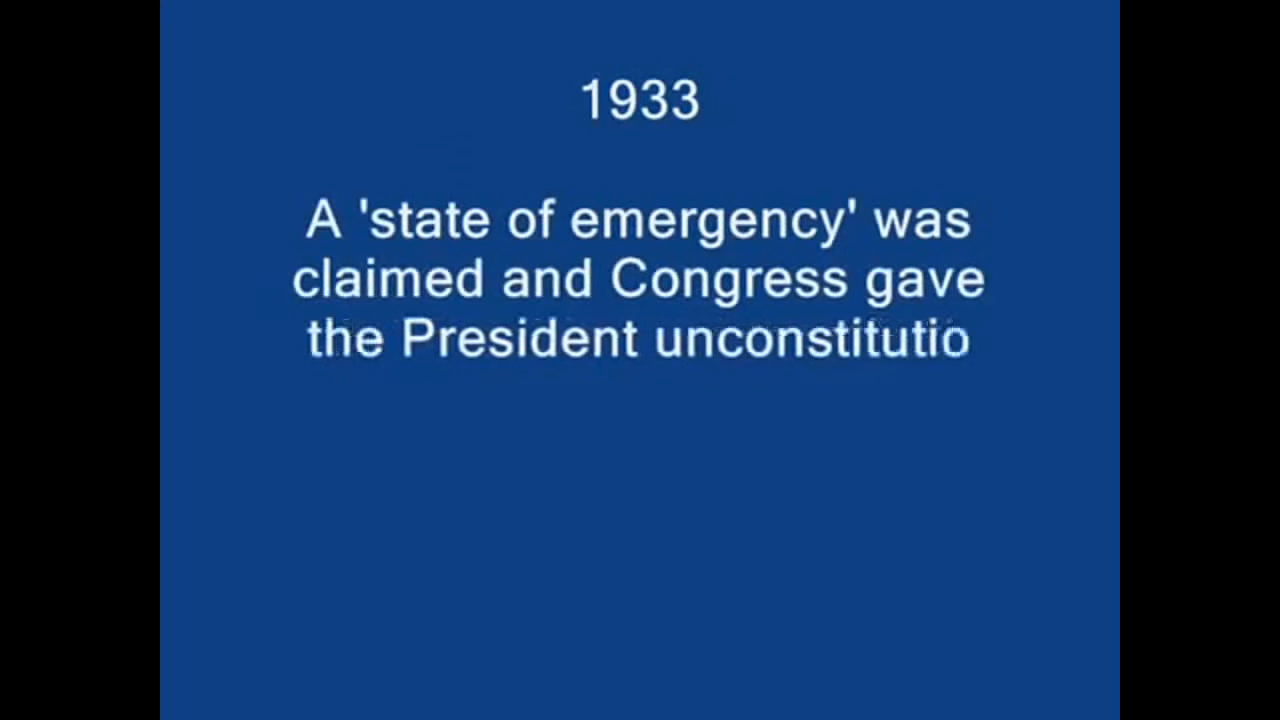 1933
A 'state of emergency' was
claimed and Congress gave
the President unconstitutio